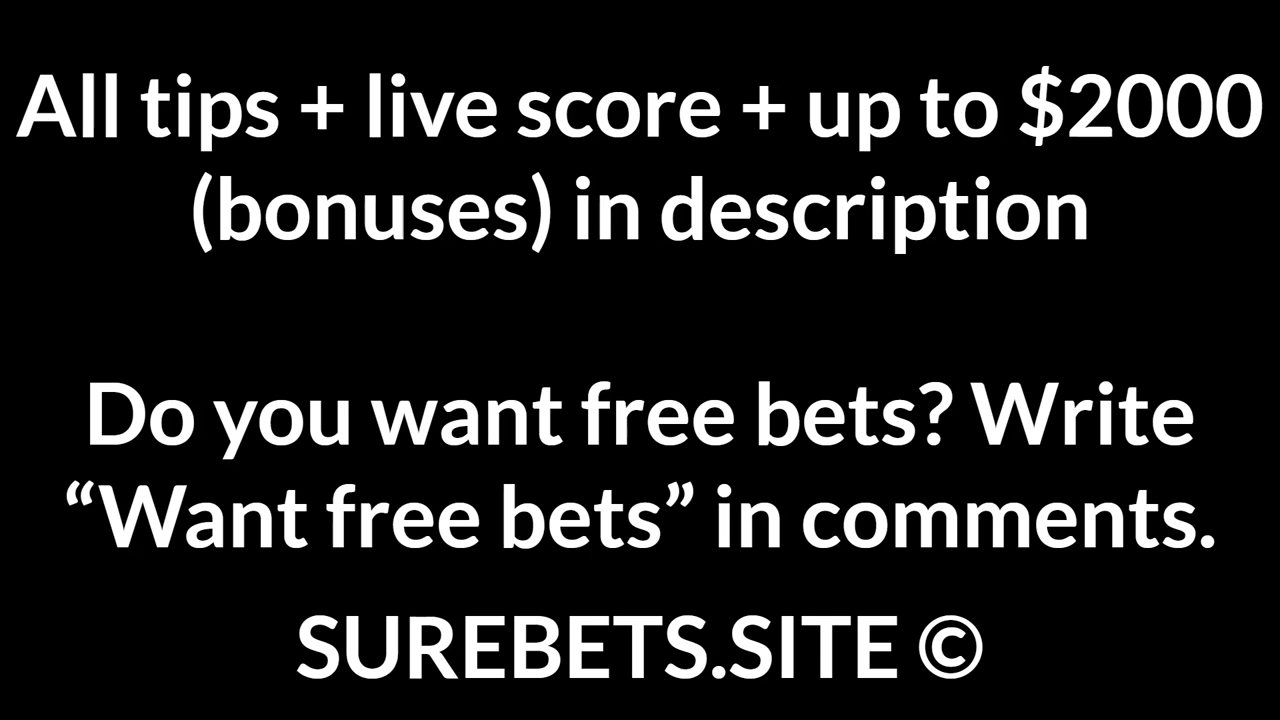 All tips + live score + up to $2000
(bonuses) in description
Do you want free bets? Write
“Want free bets” in comments.
SUREBETS.SITE ©